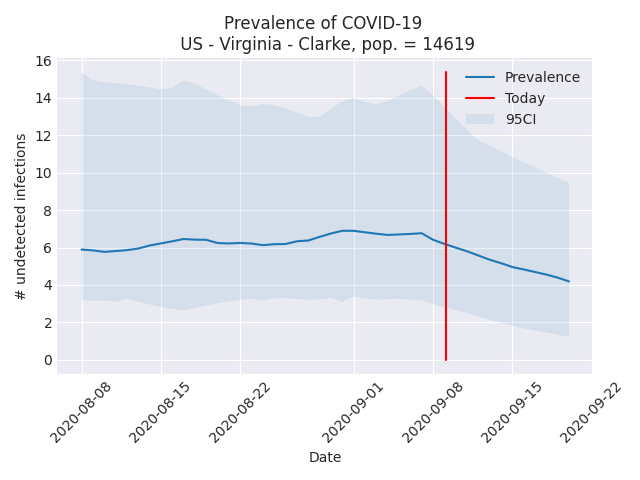 Prevalence of COVID-19
US - Virginia - Clarke, pop. = 14619
# undetected infections
16
14
12
10
8
6
4
2
0
Prevalence
Today
95CI
2020-08-08
2020-08-15
2020-08-22
2020-09-01
2020-09-08
2020-09-15
2020-09-22
Date